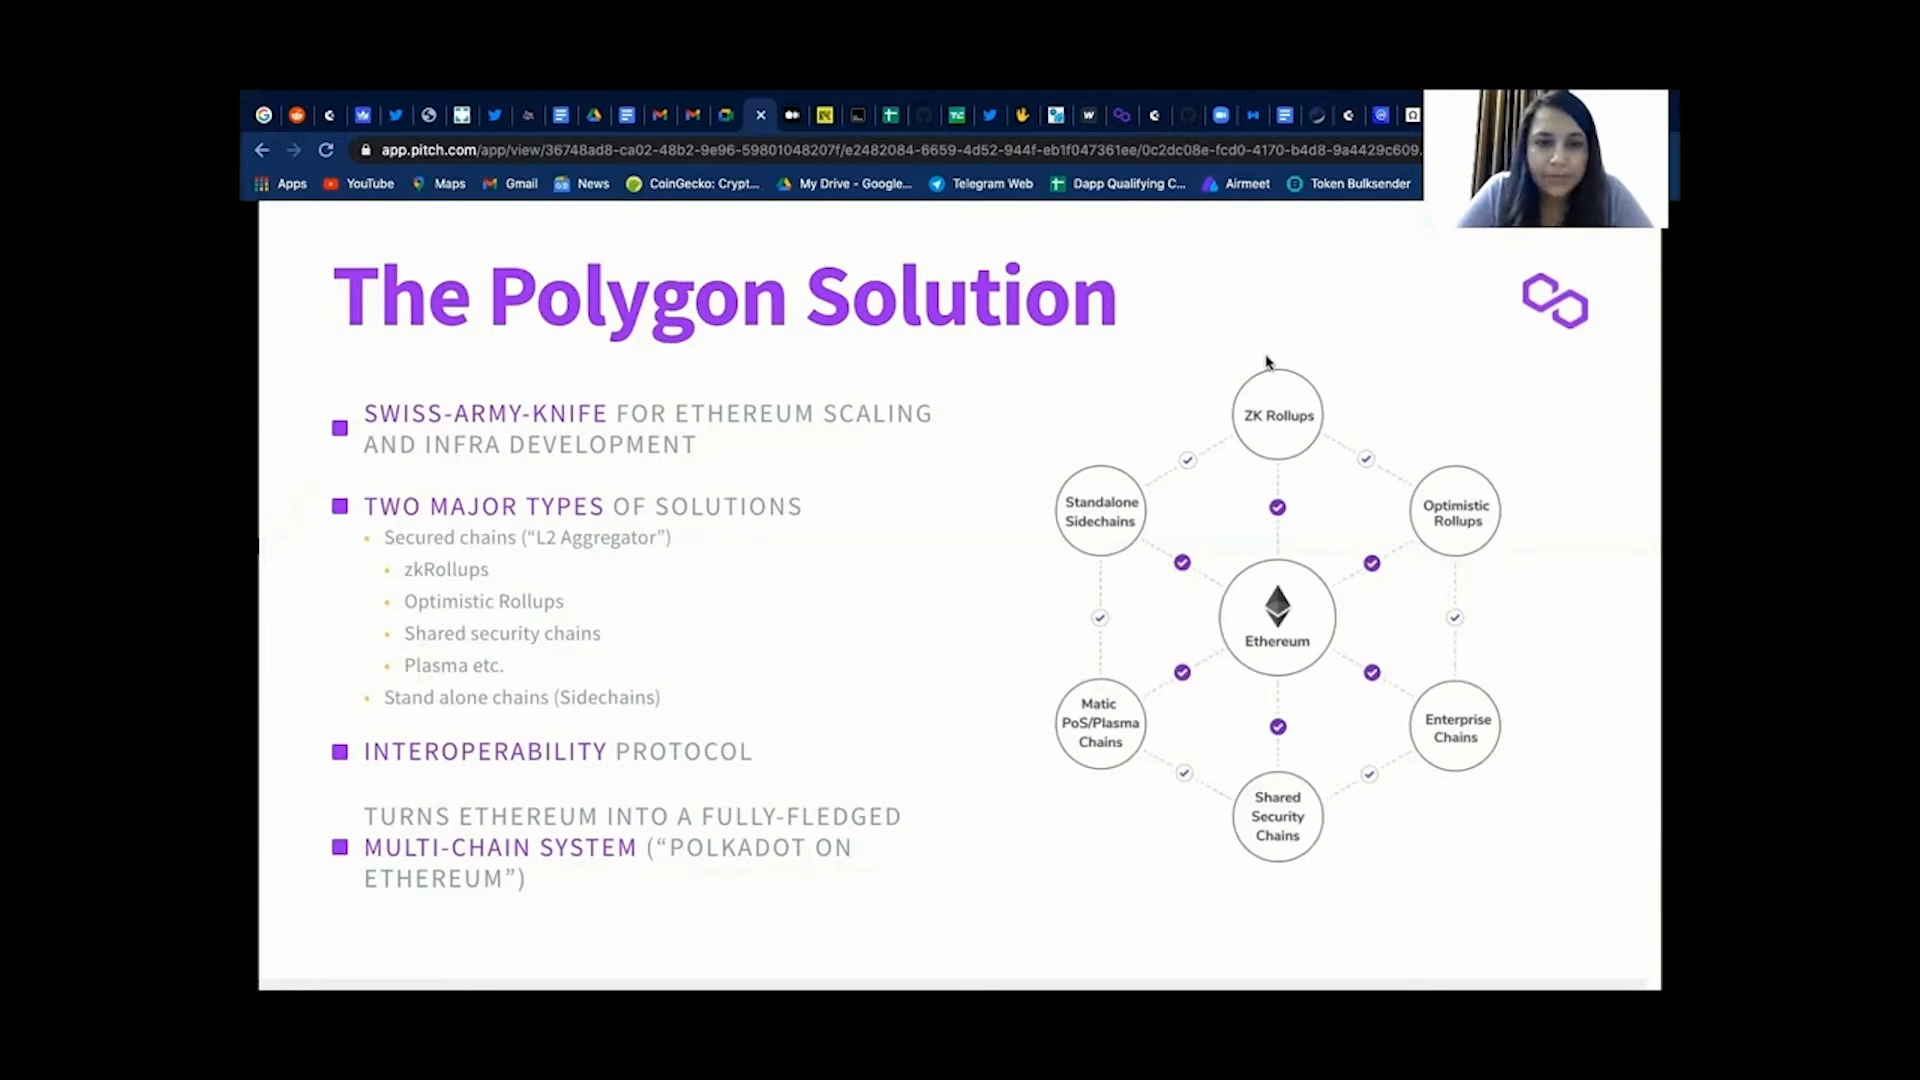 app.pitch.com/app/view/36748ad8-ca02-48b2-9e96-59801048207f/e2482084-6659-4d52-944f-eb1f047361ee/0c2dc08e-fcd0-4170-b4d8-9a4429c609.
Apps YouTube Maps Gmail News CoinGecko: Crypt... My Drive - Google... Telegram Web Dapp Qualifying C... Airmeet Token Bulksender
The Polygon Solution
SWISS-ARMY-KNIFE FOR ETHEREUM SCALING
AND INFRA DEVELOPMENT
TWO MAJOR TYPES OF SOLUTIONS
Secured chains (“L2 Aggregator”)
zkRollups
Optimistic Rollups
Shared security chains
Plasma etc.
Stand alone chains (Sidechains)
INTEROPERABILITY PROTOCOL
TURNS ETHEREUM INTO A FULLY-FLEDGED
MULTI-CHAIN SYSTEM (“POLKADOT ON
ETHEREUM”)
ZK Rollups
Standalone
Sidechains
Optimistic
Rollups
Ethereum
Matic
PoS/Plasma
Chains
Enterprise
Chains
Shared
Security
Chains